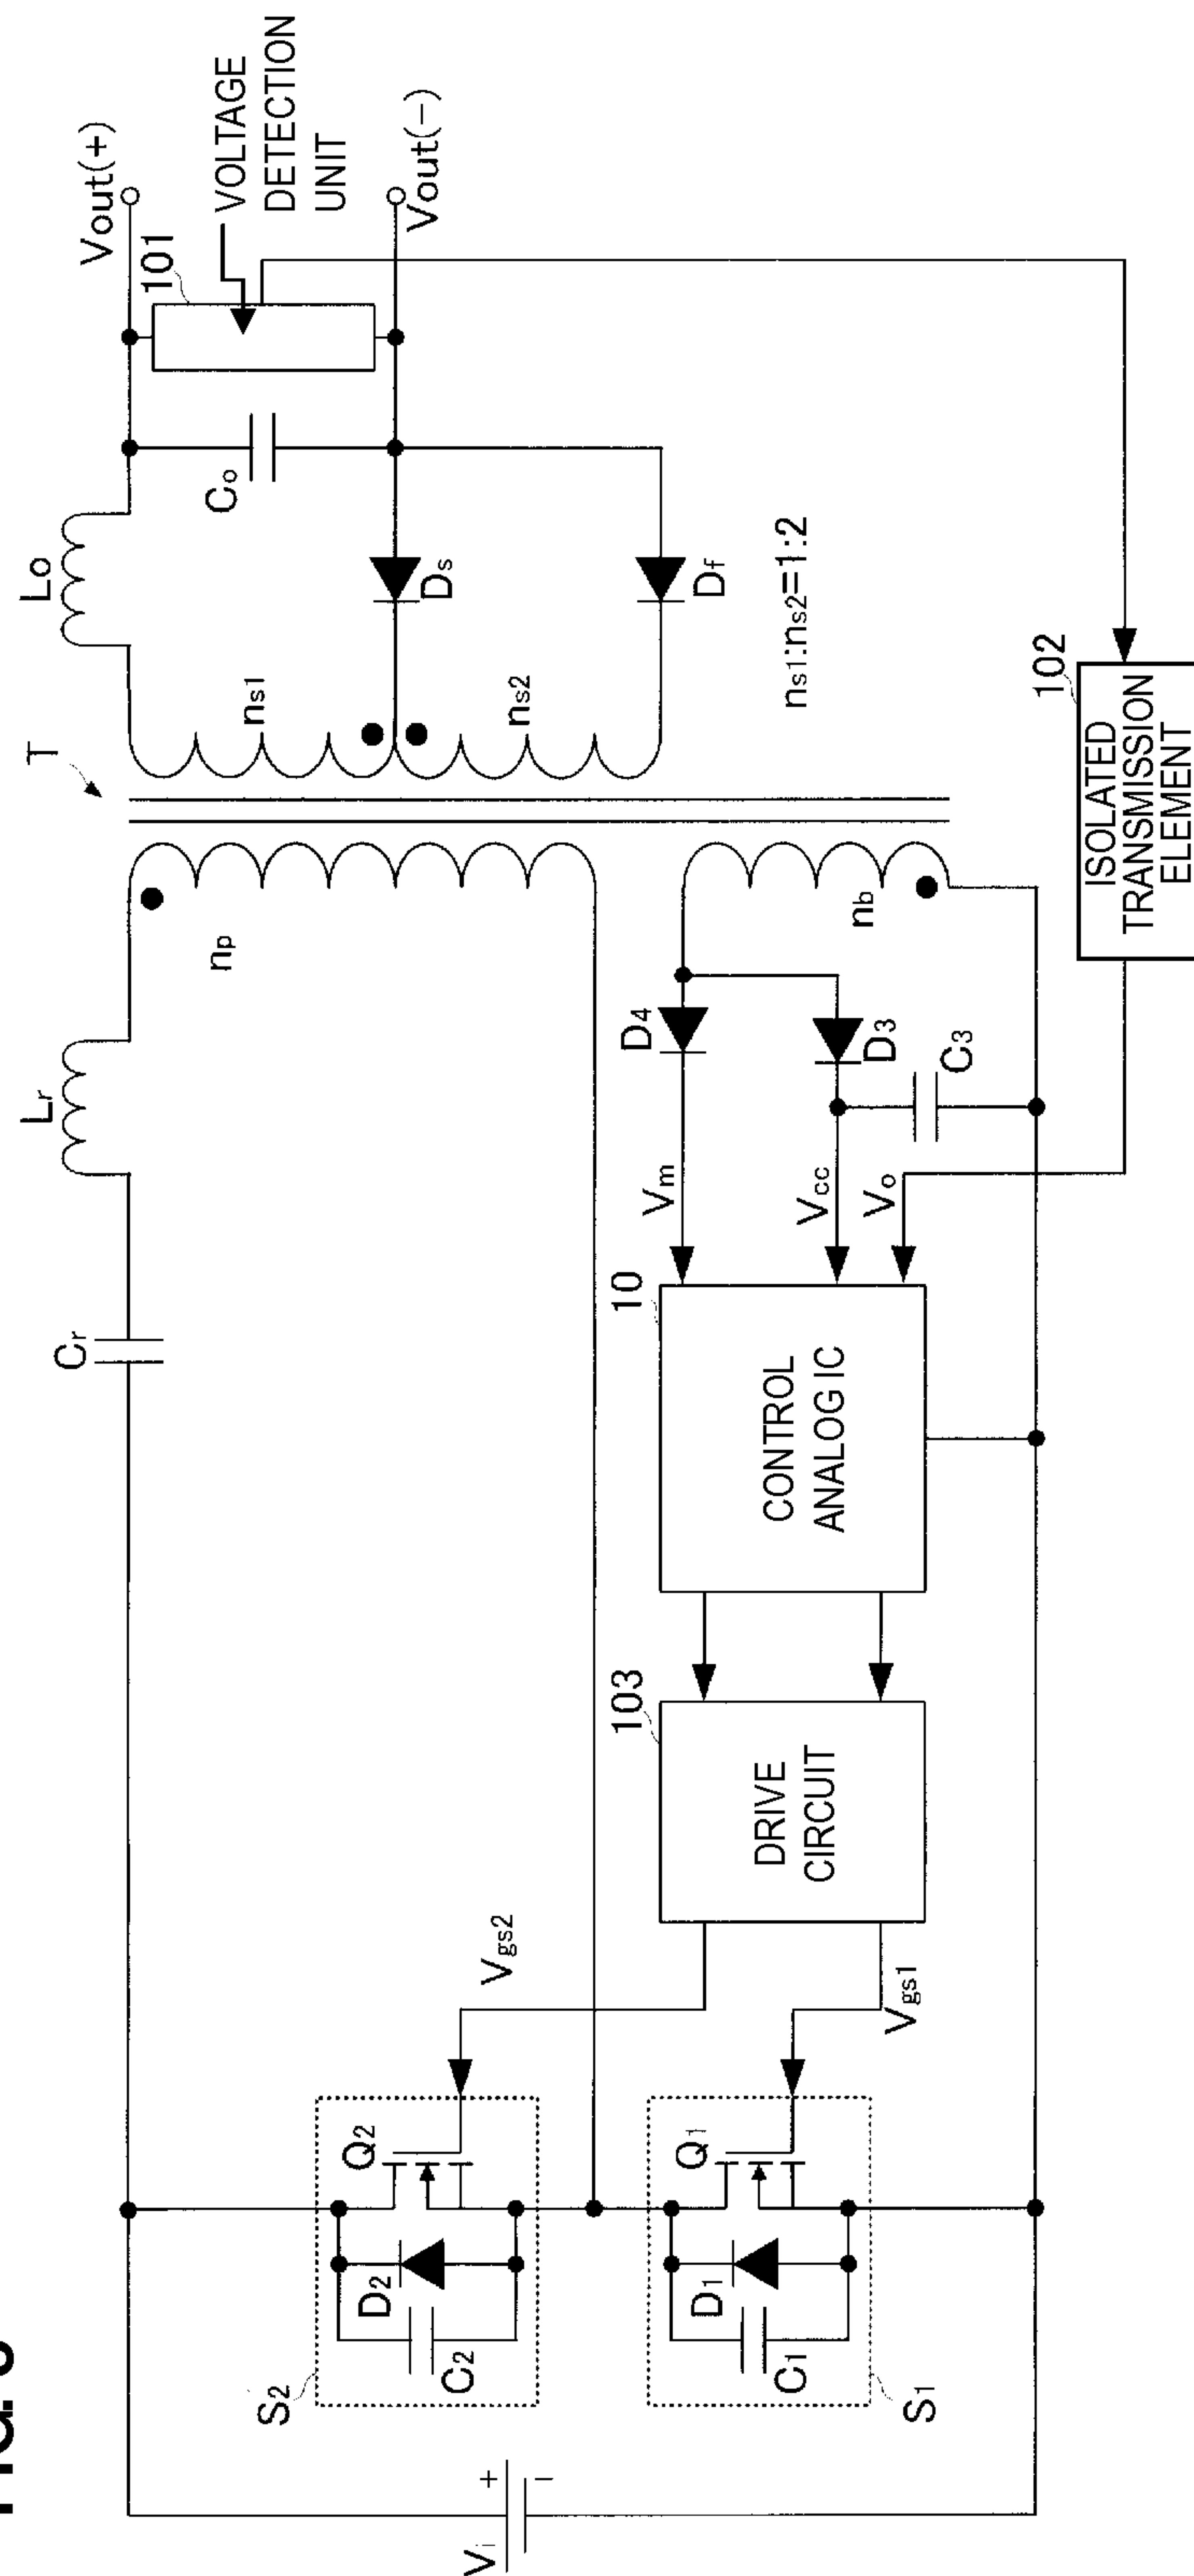 FIG.
Lr
Lo
Cr
T
Vout(+)
101
VOLTAGE
DETECTION
UNIT
np
ns1
Co
Vi
+
−
S2
D2
C2
Q2
Vgs2
Ds
Vout(−)
ns2
103
10
Vm
D4
S1
D1
C1
Q1
Vgs1
DRIVE
CIRCUIT
CONTROL
ANALOG IC
Vcc
Vo
D3
C3
nb
Df
ns1:ns2=1:2
102
ISOLATED
TRANSMISSION
ELEMENT